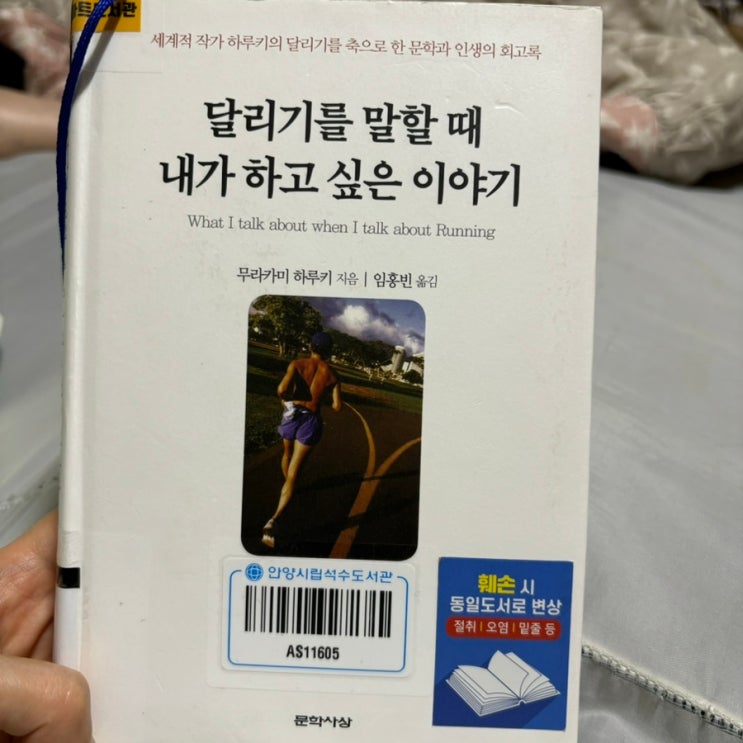 트도서관
세계적 작가 하루키의 달리기를 축으로 한 문학과 인생의 회고록
달리기를 말할 때
내가 하고 싶은 이야기
What I talk about when I talk about Running
무라카미 하루키 지음 | 임홍빈 옮김
안양시립석수도서관
AS11605
훼손 시
동일도서로 변상
절취 | 오염 | 밑줄 등
문학사상